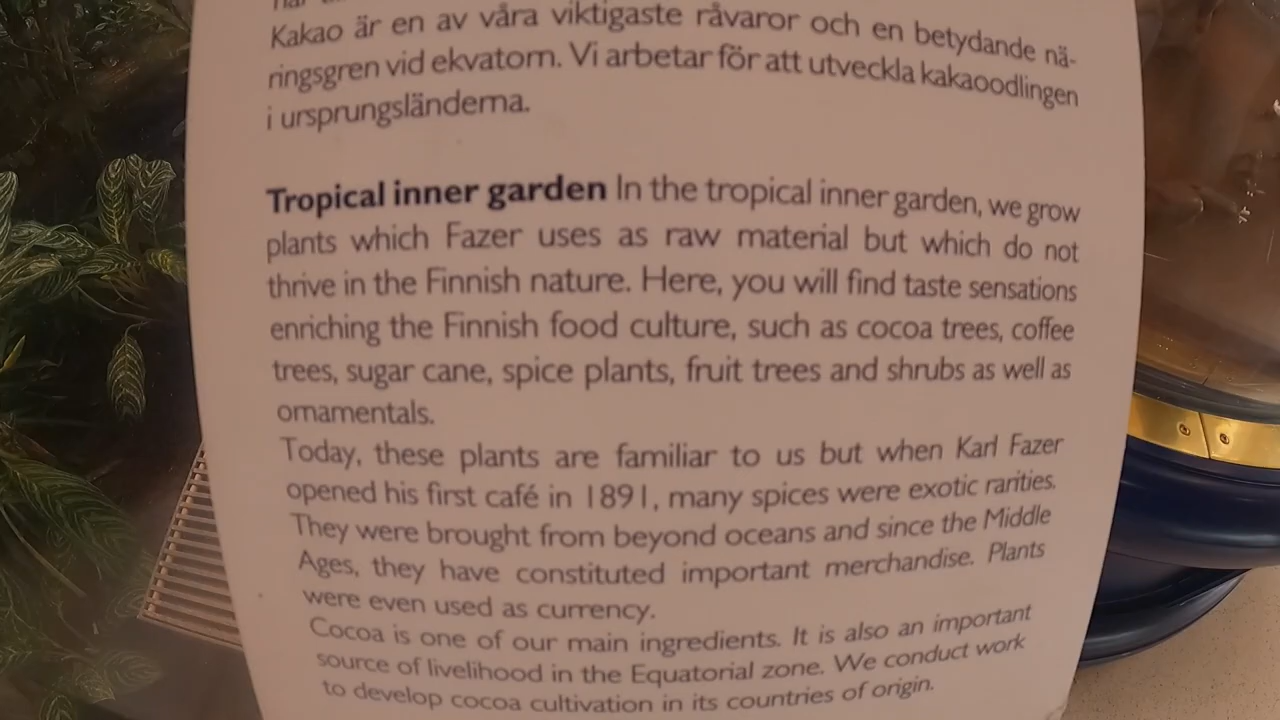 Kakao är en av våra viktigaste råvaror och en betydande nä-
ringsgren vid ekvatorn. Vi arbetar för att utveckla kakaoodlingen
i ursprungsländerna.
Tropical inner garden In the tropical inner garden, we grow
plants which Fazer uses as raw material but which do not
thrive in the Finnish nature. Here, you will find taste sensations
enriching the Finnish food culture, such as cocoa trees, coffee
trees, sugar cane, spice plants, fruit trees and shrubs as well as
ornamentals.
Today, these plants are familiar to us but when Karl Fazer
opened his first café in 1891, many spices were exotic rarities.
They were brought from beyond oceans and since the Middle
Ages, they have constituted important merchandise. Plants
were even used as currency.
Cocoa is one of our main ingredients. It is also an important
source of livelihood in the Equatorial zone. We conduct work
to develop cocoa cultivation in its countries of origin.